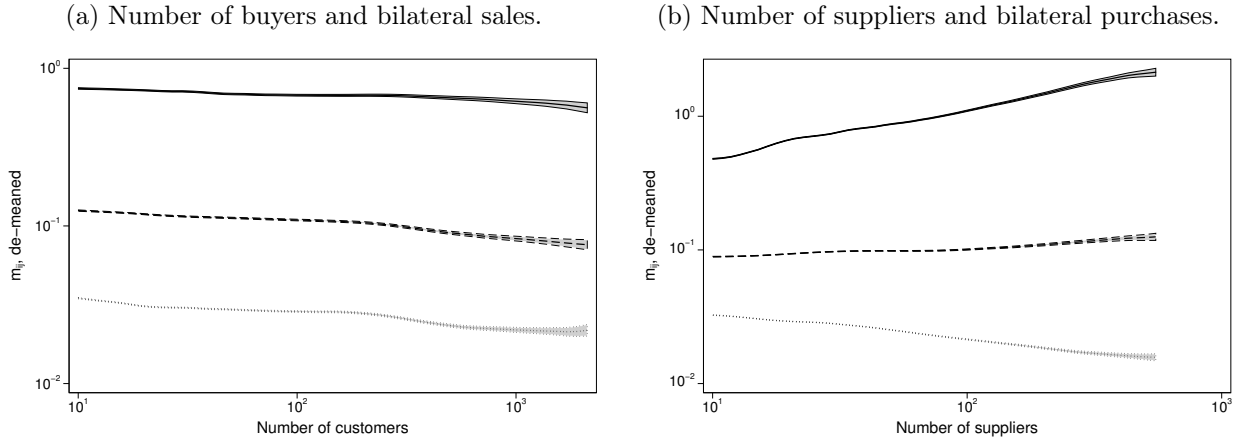 (a) Number of buyers and bilateral sales.
10⁰
10⁻¹
10⁻²
m_ij, de-meaned
10¹
10²
10³
Number of customers
(b) Number of suppliers and bilateral purchases.
10⁰
10⁻¹
10⁻²
m_ij, de-meaned
10¹
10²
10³
Number of suppliers